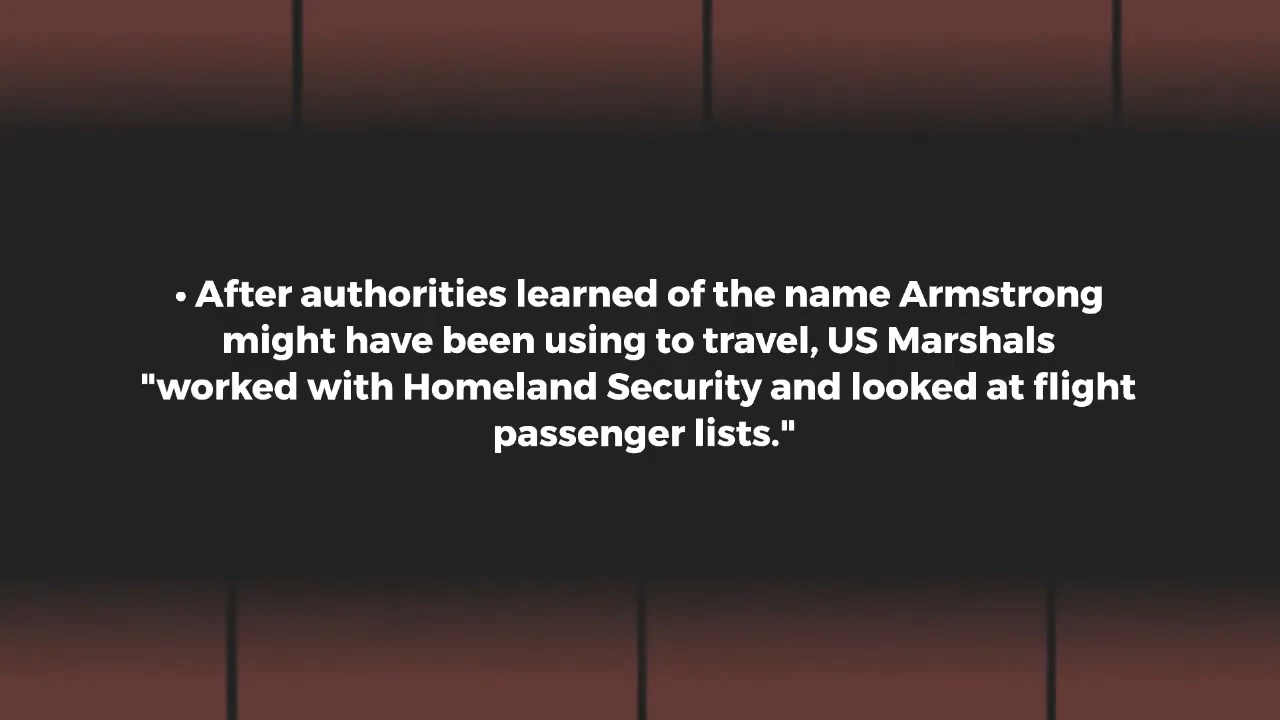 • After authorities learned of the name Armstrong
might have been using to travel, US Marshals
"worked with Homeland Security and looked at flight
passenger lists."